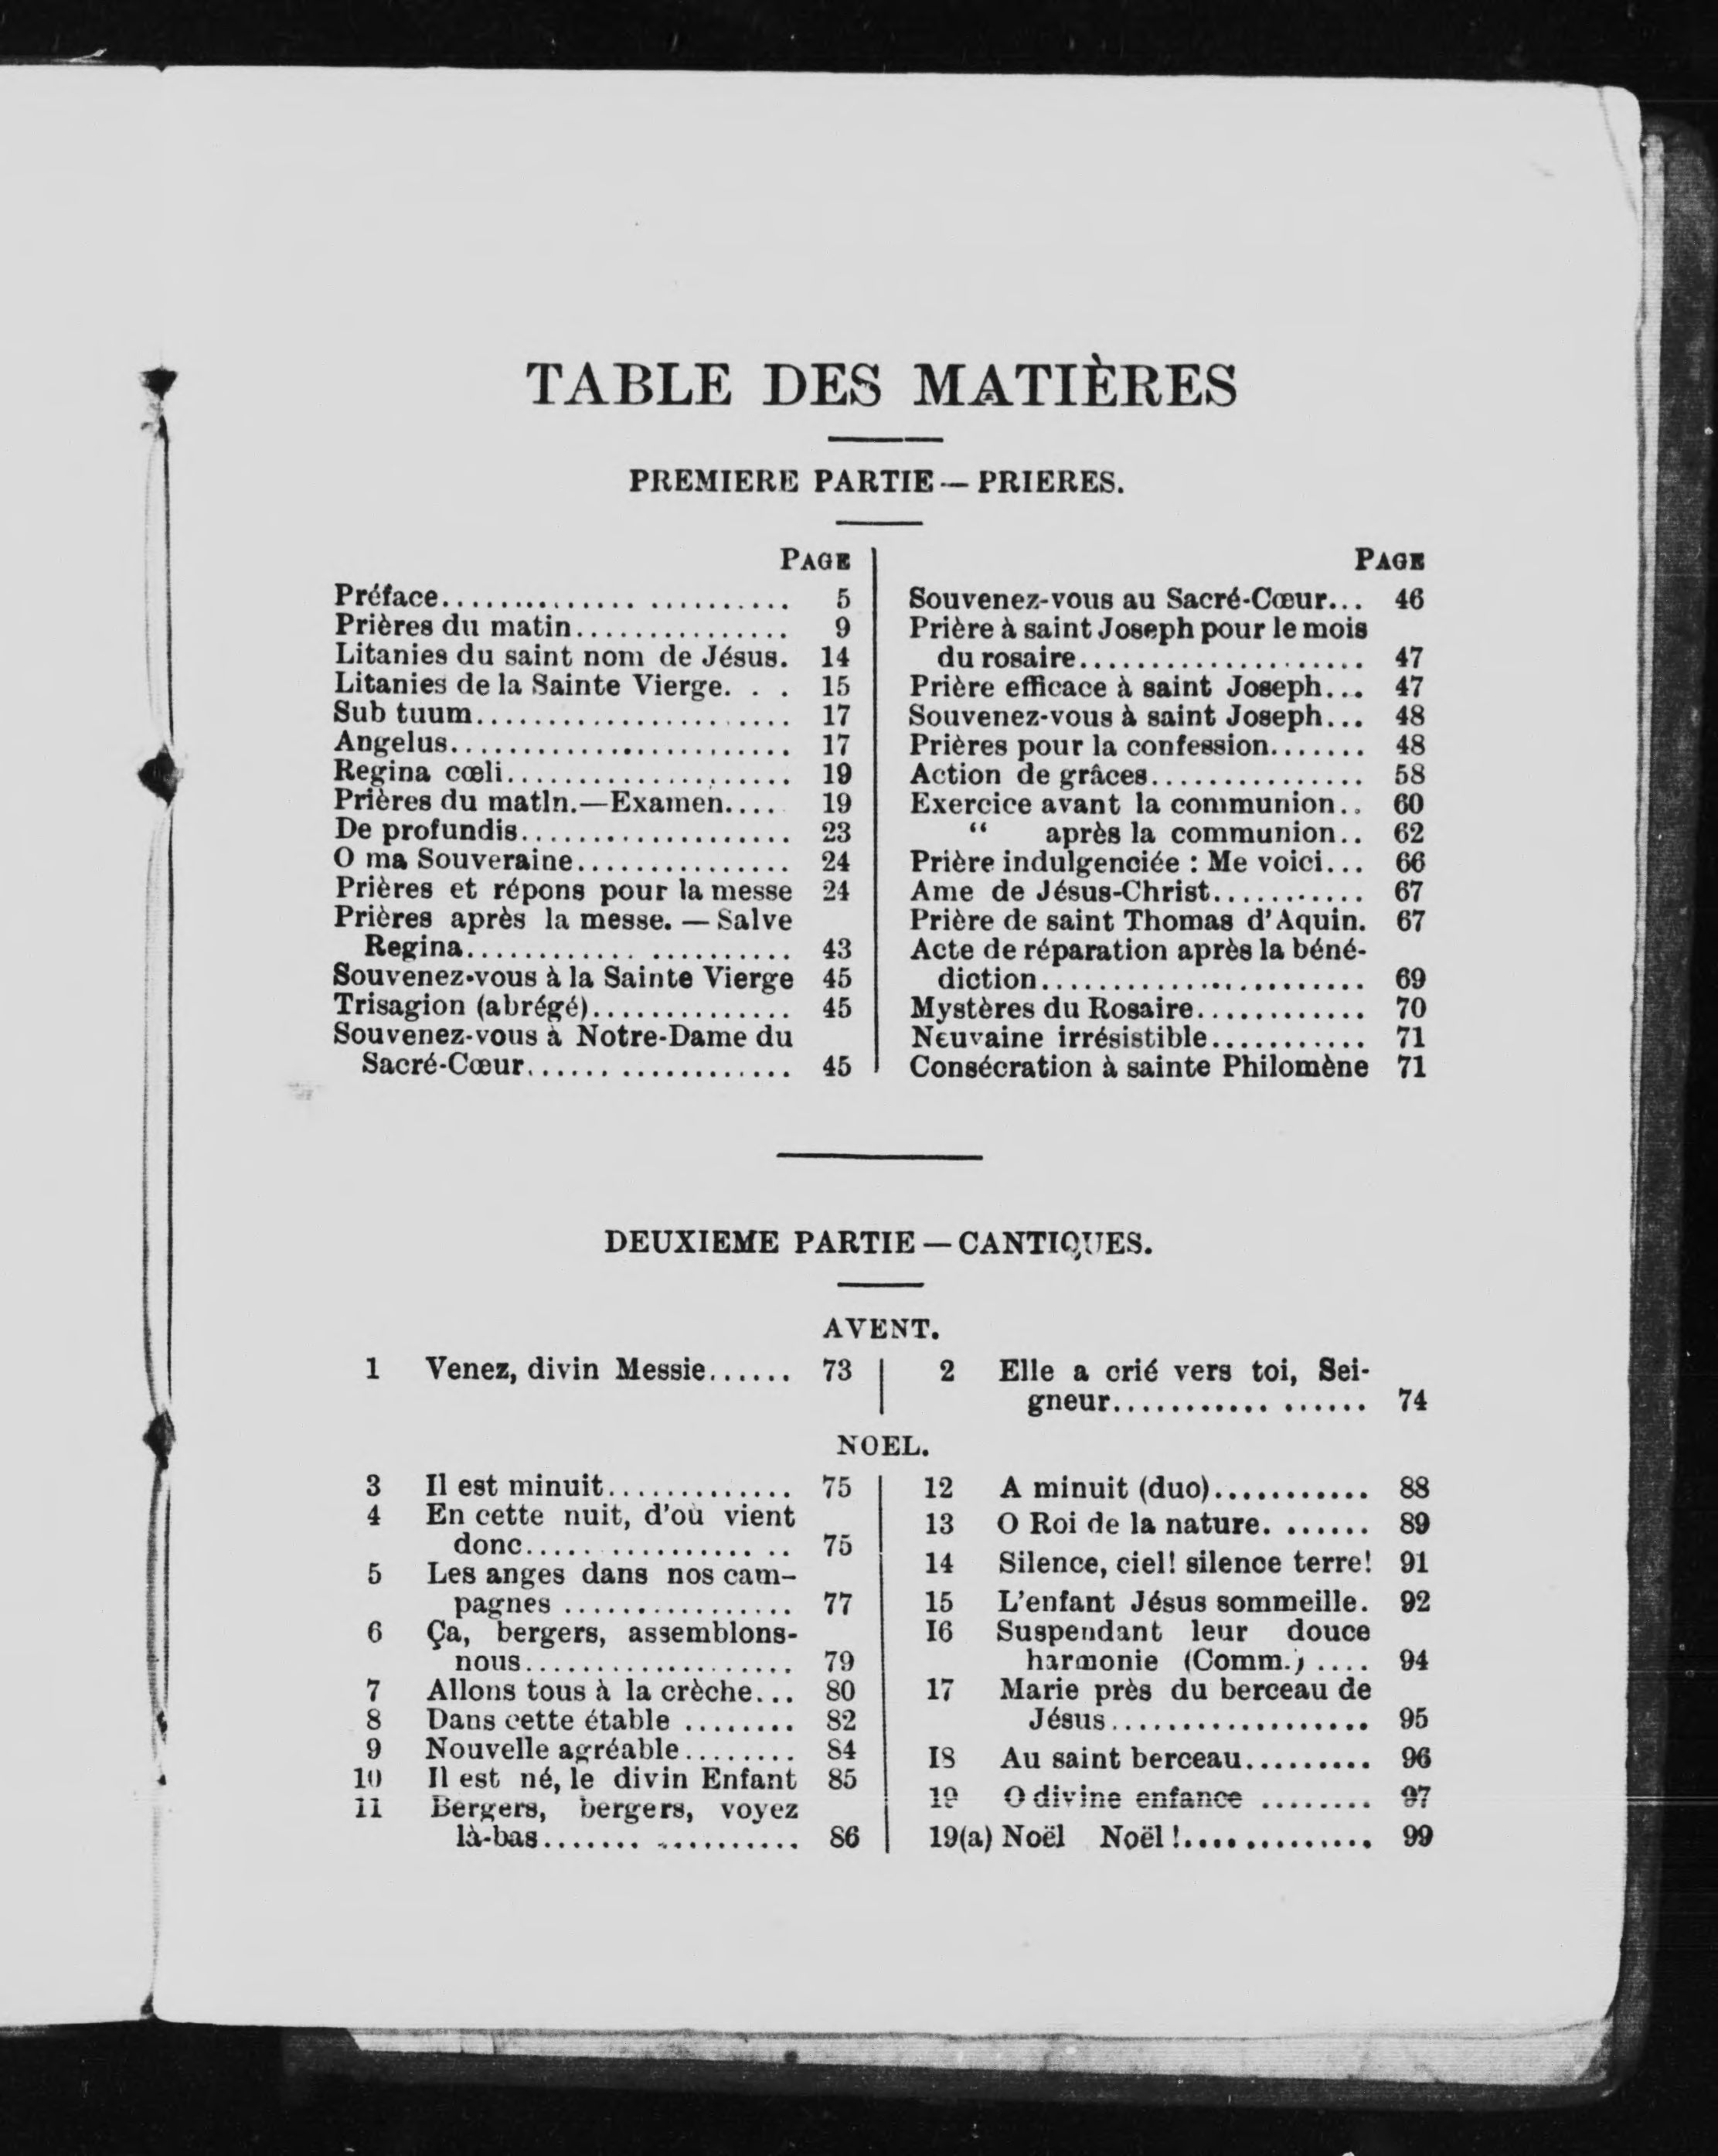 TABLE DES MATIÈRES
PREMIERE PARTIE — PRIERES.
PAGE
Préface.......................... 5
Prières du matin............... 9
Litanies du saint nom de Jésus. 14
Litanies de la Sainte Vierge. . . 15
Sub tuum...................... 17
Angelus........................ 17
Regina cœli.................... 19
Prières du matin.—Examen.... 19
De profundis................... 23
O ma Souveraine............... 24
Prières et répons pour la messe 24
Prières après la messe. — Salve
Regina....................... 43
Souvenez-vous à la Sainte Vierge 45
Trisagion (abrégé).............. 45
Souvenez-vous à Notre-Dame du
Sacré-Cœur.................. 45
PAGE
Souvenez-vous au Sacré-Cœur... 46
Prière à saint Joseph pour le mois
du rosaire.................... 47
Prière efficace à saint Joseph... 47
Souvenez-vous à saint Joseph... 48
Prières pour la confession....... 48
Action de grâces............... 58
Exercice avant la communion.. 60
“ après la communion.. 62
Prière indulgenciée : Me voici... 66
Ame de Jésus-Christ........... 67
Prière de saint Thomas d'Aquin. 67
Acte de réparation après la béné-
diction....................... 69
Mystères du Rosaire............ 70
Neuvaine irrésistible........... 71
Consécration à sainte Philomène 71
DEUXIEME PARTIE — CANTIQUES.
AVENT.
1 Venez, divin Messie...... 73
2 Elle a crié vers toi, Sei-
gneur........... ...... 74
NOEL.
3 Il est minuit............. 75
4 En cette nuit, d'où vient
donc..... ............. .. 75
5 Les anges dans nos cam-
pagnes ................ 77
6 Ça, bergers, assemblons-
nous................... 79
7 Allons tous à la crèche... 80
8 Dans cette étable ........ 82
9 Nouvelle agréable........ 84
10 Il est né, le divin Enfant 85
11 Bergers, bergers, voyez
là-bas....... .......... 86
12 A minuit (duo)........... 88
13 O Roi de la nature. ....... 89
14 Silence, ciel! silence terre! 91
15 L'enfant Jésus sommeille. 92
16 Suspendant leur douce
harmonie (Comm.) .... 94
17 Marie près du berceau de
Jésus.................. 95
18 Au saint berceau......... 96
19 O divine enfance ........ 97
19(a) Noël Noël !............. 99